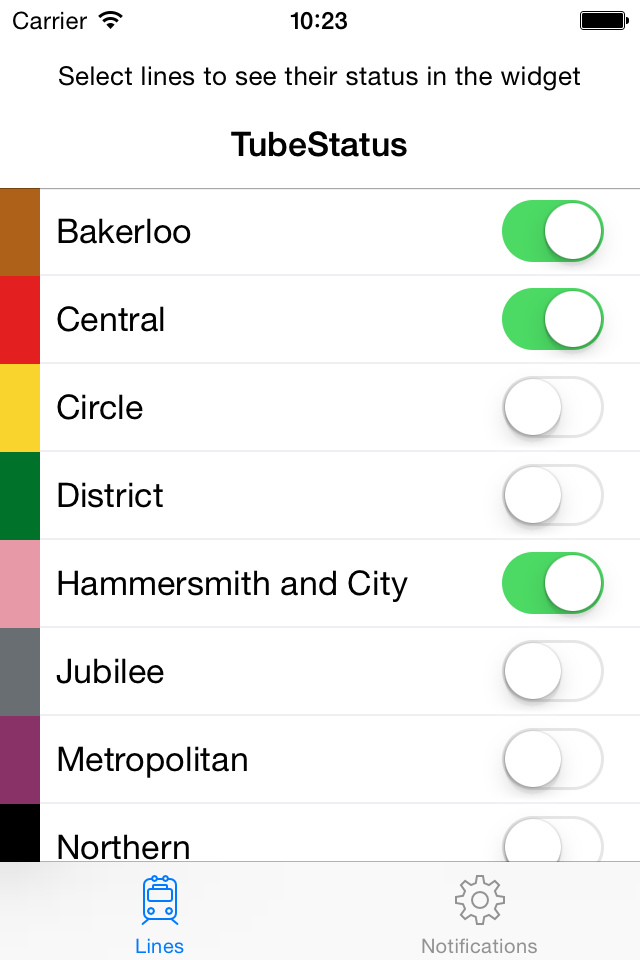 Carrier 10:23
Select lines to see their status in the widget
TubeStatus
Bakerloo
Central
Circle
District
Hammersmith and City
Jubilee
Metropolitan
Northern
Lines Notifications